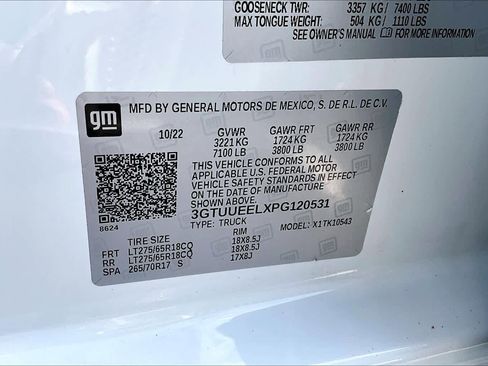 GOOSENECK TWR: 3357 KG / 7400 LBS
MAX TONGUE WEIGHT: 504 KG / 1110 LBS
SEE OWNER'S MANUAL FOR MORE INFORMATION
gm
MFD BY GENERAL MOTORS DE MEXICO, S. DE R.L. DE C.V.
10/22 GVWR GAWR FRT GAWR RR
3221 KG 1724 KG 1724 KG
7100 LB 3800 LB 3800 LB
THIS VEHICLE CONFORMS TO ALL
APPLICABLE U.S. FEDERAL MOTOR
VEHICLE SAFETY AND THEFT PREVENTION
STANDARDS IN EFFECT ON THE DATE OF
MANUFACTURE SHOWN ABOVE.
3GTUUEELXPG120531
TYPE: TRUCK MODEL: X1TK10543
8624
TIRE SIZE RIM
FRT LT275/65R18CQ 18X8.5J
RR LT275/65R18CQ 18X8.5J
SPA 265/70R17 S 17X8J